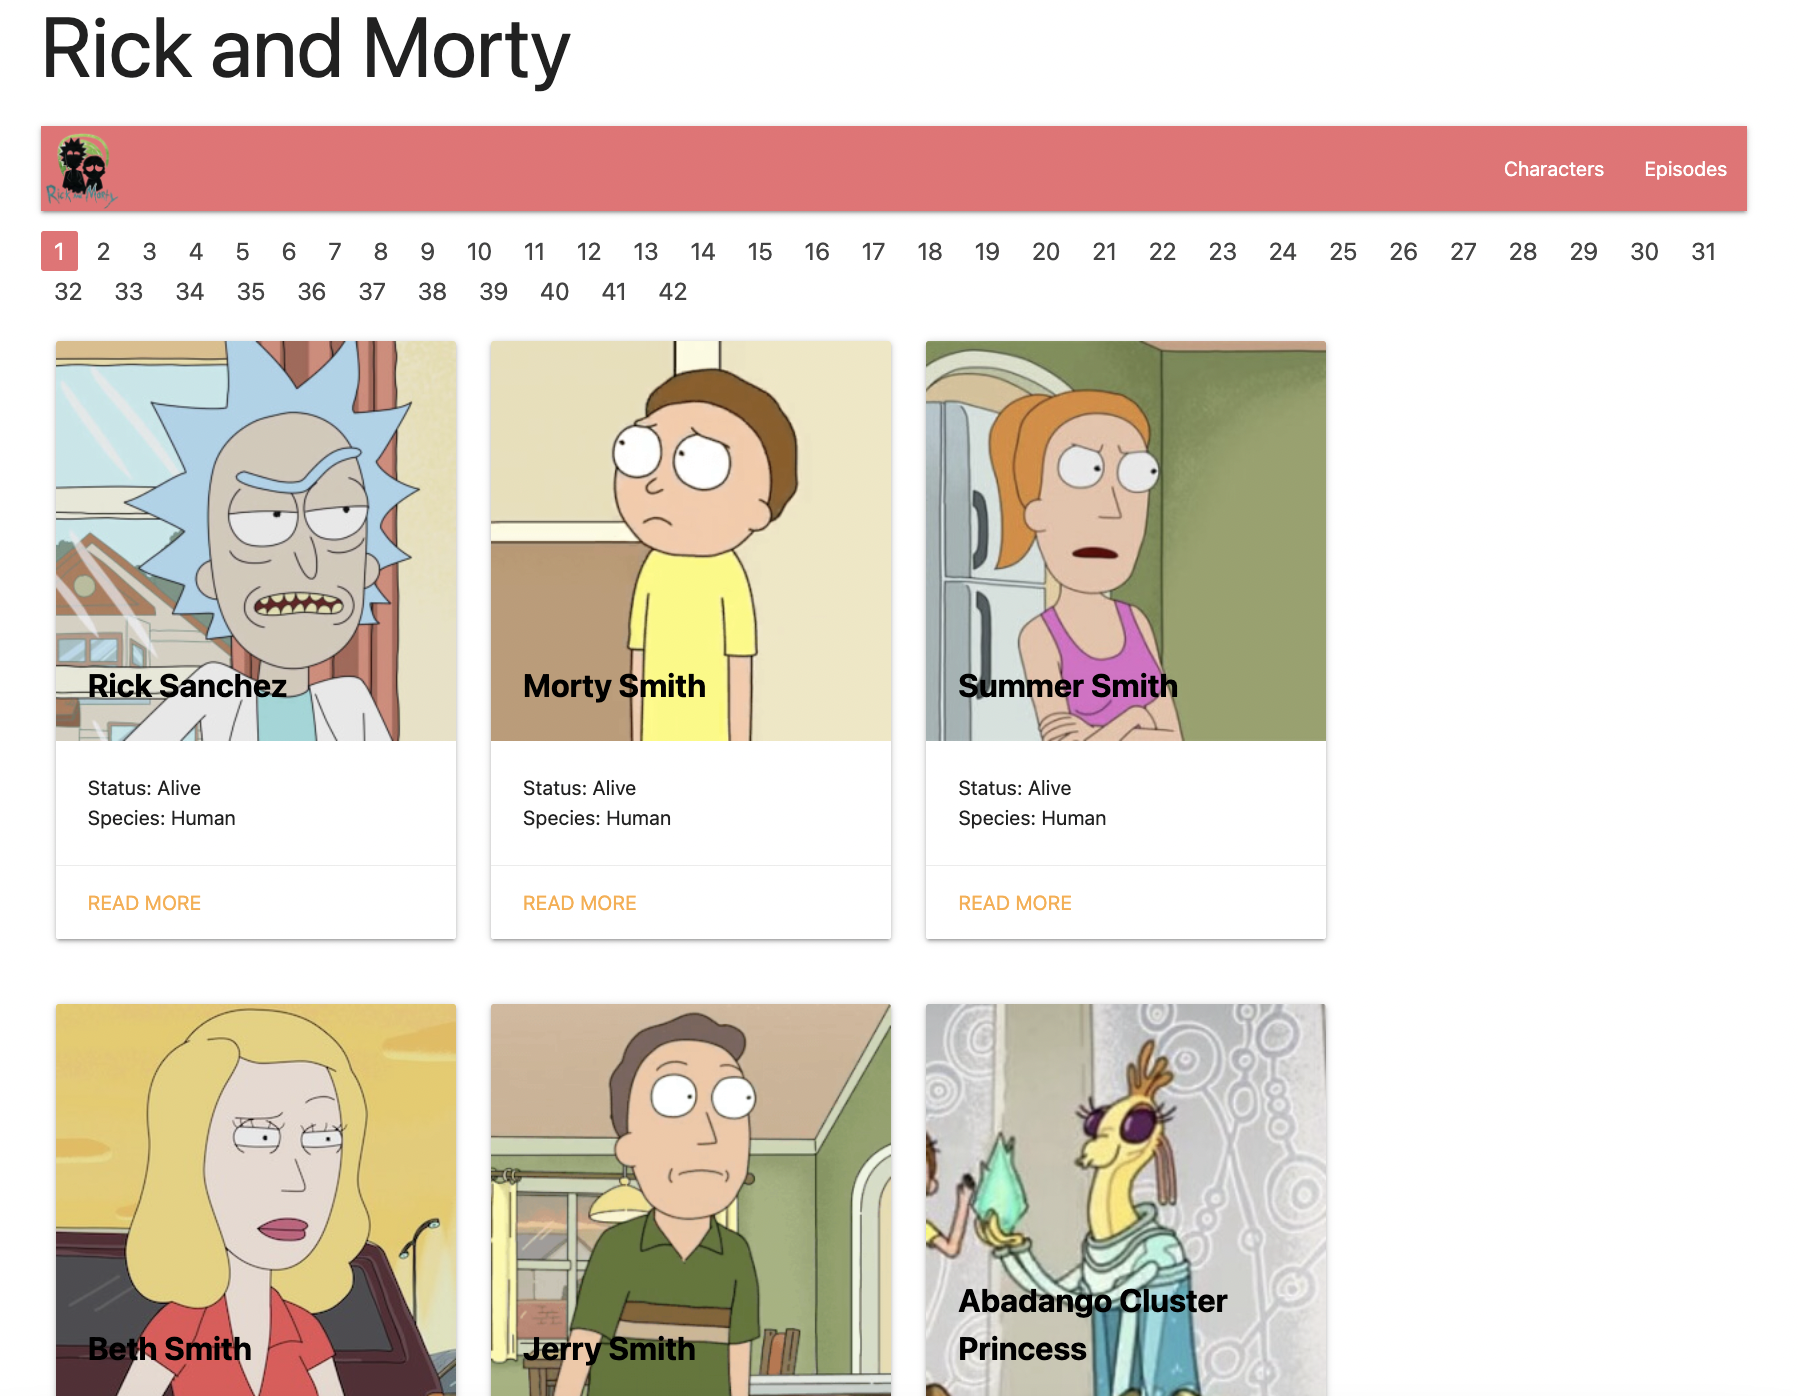 Rick and Morty
Rick and Morty
Characters Episodes
1 2 3 4 5 6 7 8 9 10 11 12 13 14 15 16 17 18 19 20 21 22 23 24 25 26 27 28 29 30 31
32 33 34 35 36 37 38 39 40 41 42
Rick Sanchez
Status: Alive
Species: Human
READ MORE
Morty Smith
Status: Alive
Species: Human
READ MORE
Summer Smith
Status: Alive
Species: Human
READ MORE
Beth Smith
Jerry Smith
Abadango Cluster
Princess